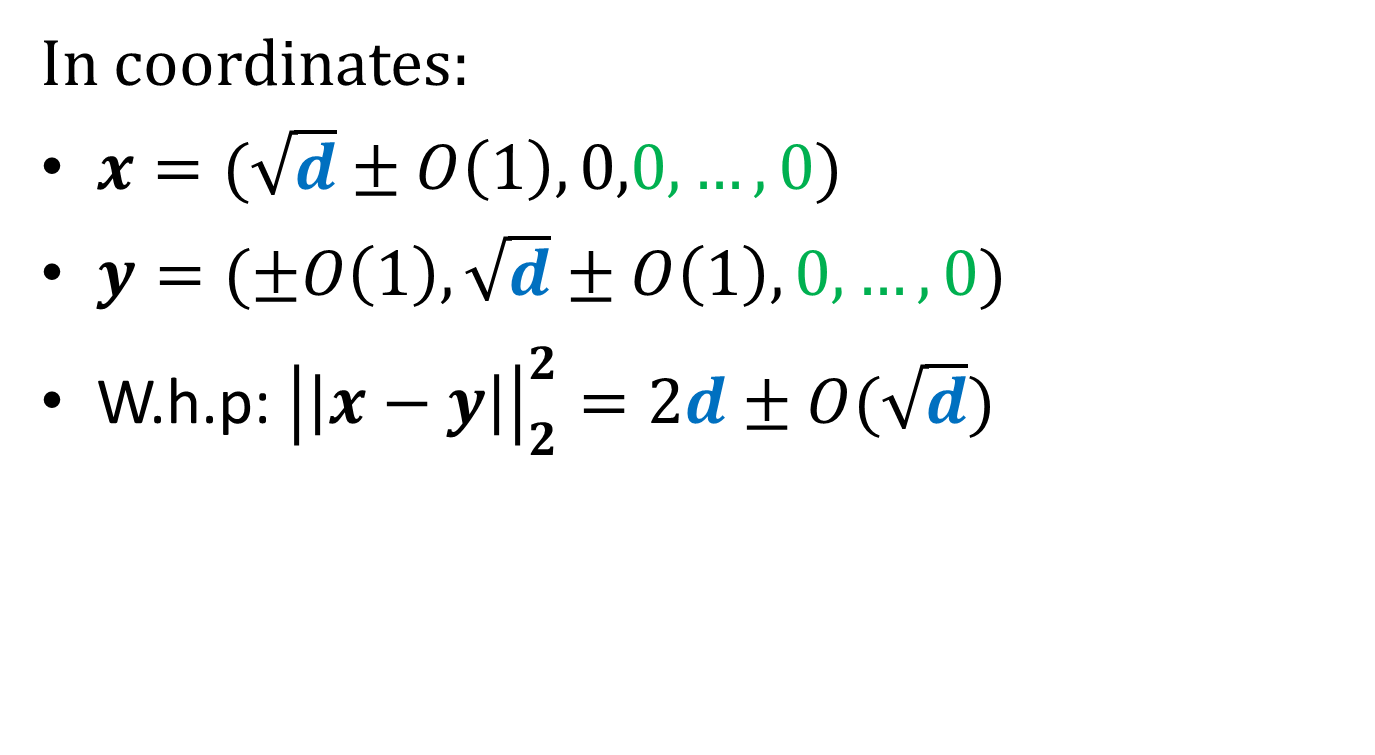 In coordinates:
• 𝒙 = (√𝒅 ± 𝑂(1), 0,0, … , 0)
• 𝒚 = (±𝑂(1), √𝒅 ± 𝑂(1), 0, … , 0)
• W.h.p: ||𝒙 − 𝒚||₂² = 2𝒅 ± 𝑂(√𝒅)